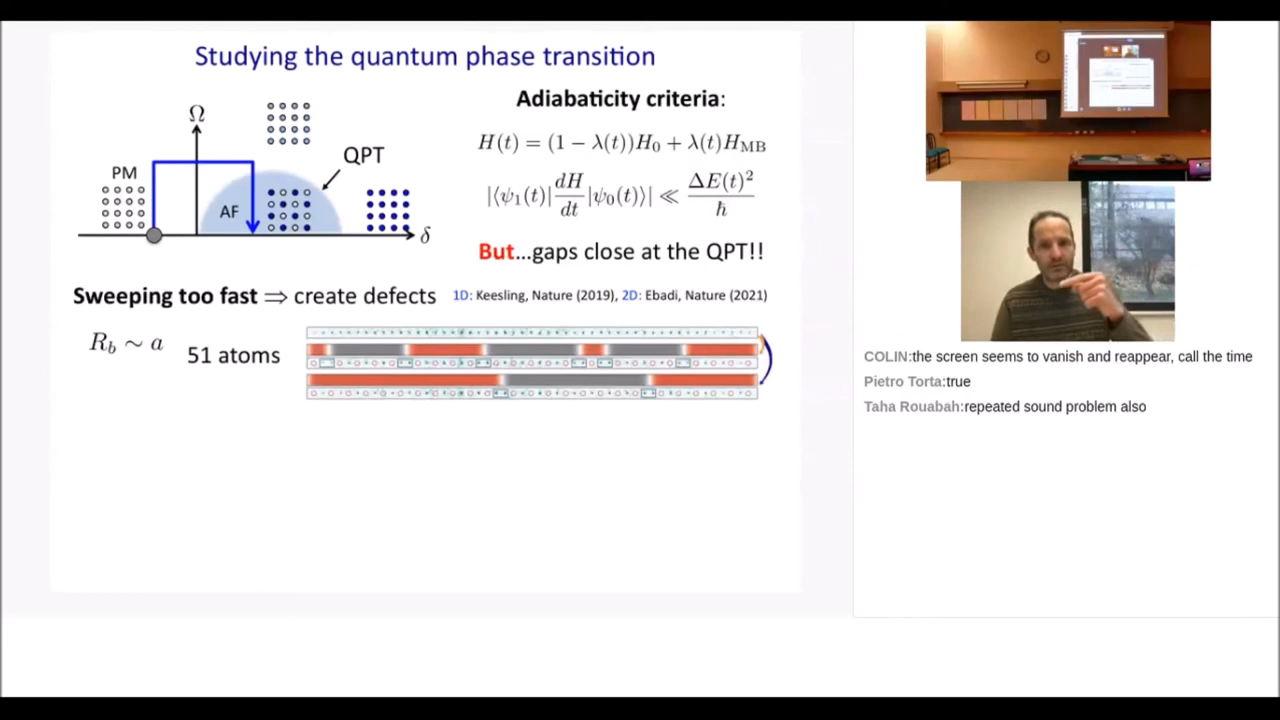 Studying the quantum phase transition
Ω
PM
QPT
AF
δ
Adiabaticity criteria:
H(t) = (1 − λ(t))H₀ + λ(t)H_MB
|⟨ψ₁(t)|dH/dt|ψ₀(t)⟩| ≪ ΔE(t)²/ħ
But...gaps close at the QPT!!
Sweeping too fast ⇒ create defects
1D: Keesling, Nature (2019), 2D: Ebadi, Nature (2021)
R_b ∼ a
51 atoms
COLIN:the screen seems to vanish and reappear, call the time
Pietro Torta:true
Taha Rouabah:repeated sound problem also